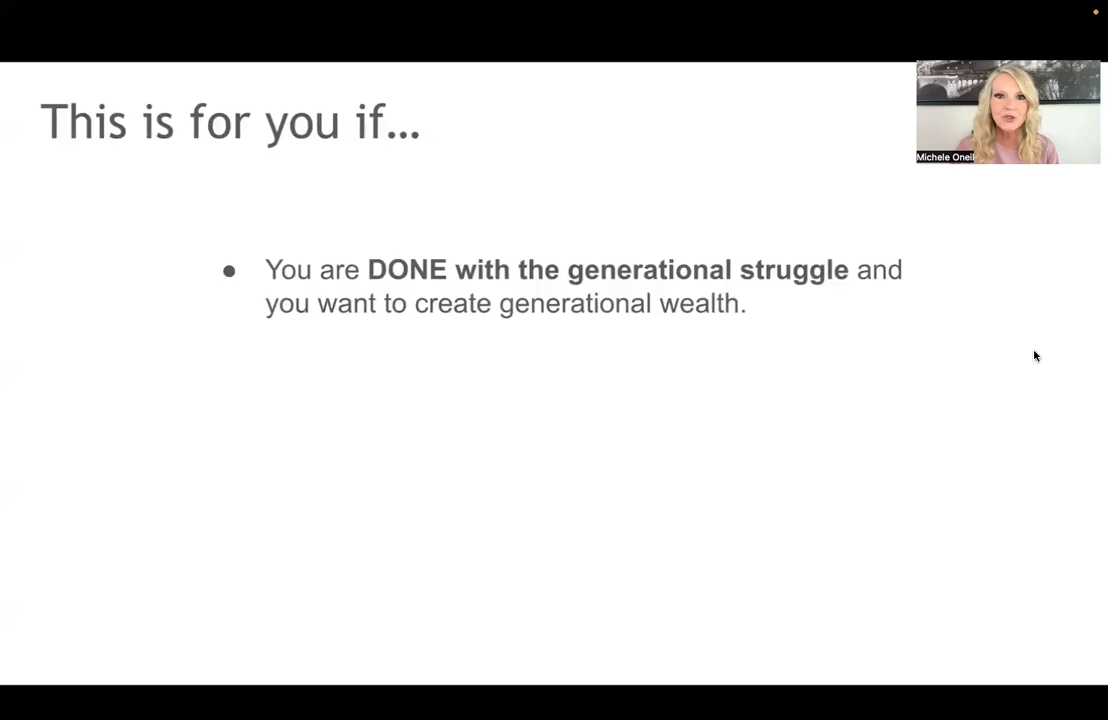 This is for you if...
Michele Oneil
● You are DONE with the generational struggle and
you want to create generational wealth.